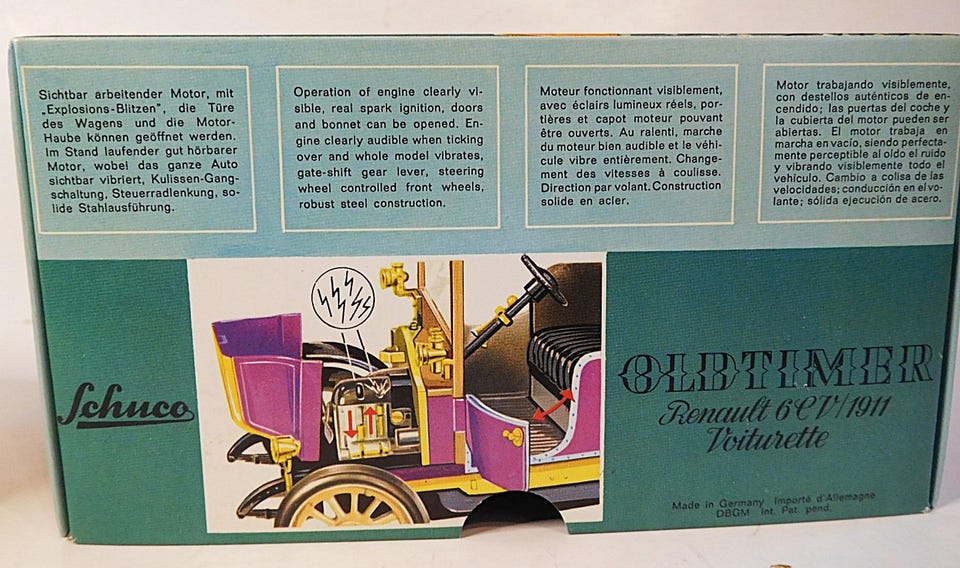 Sichtbar arbeitender Motor, mit
„Explosions-Blitzen", die Türe
des Wagens und die Motor-
Haube können geöffnet werden.
Im Stand laufender gut hörbarer
Motor, wobei das ganze Auto
sichtbar vibriert, Kulissen-Gang-
schaltung, Steuerradlenkung, so-
lide Stahlausführung.
Operation of engine clearly vi-
sible, real spark ignition, doors
and bonnet can be opened. En-
gine clearly audible when ticking
over and whole model vibrates,
gate-shift gear lever, steering
wheel controlled front wheels,
robust steel construction.
Moteur fonctionnant visiblement,
avec éclairs lumineux réels, por-
tières et capot moteur pouvant
être ouverts. Au ralenti, marche
du moteur bien audible et le véhi-
cule vibre entièrement. Change-
ment des vitesses à coulisse.
Direction par volant. Construction
solide en acier.
Motor trabajando visiblemente,
con destellos auténticos de en-
cendido; las puertas del coche y
la cubierta del motor pueden ser
abiertas. El motor trabaja en
marcha en vacío, siendo perfecta-
mente perceptible al oído el ruido
y vibrando visiblemente todo el
vehículo. Cambio a colisa de las
velocidades; conducción en el vo-
lante; sólida ejecución de acero.
Schuco
OLDTIMER
Renault 6CV/1911
Voiturette
Made in Germany Importé d'Allemagne
DBGM Int. Pat. pend.